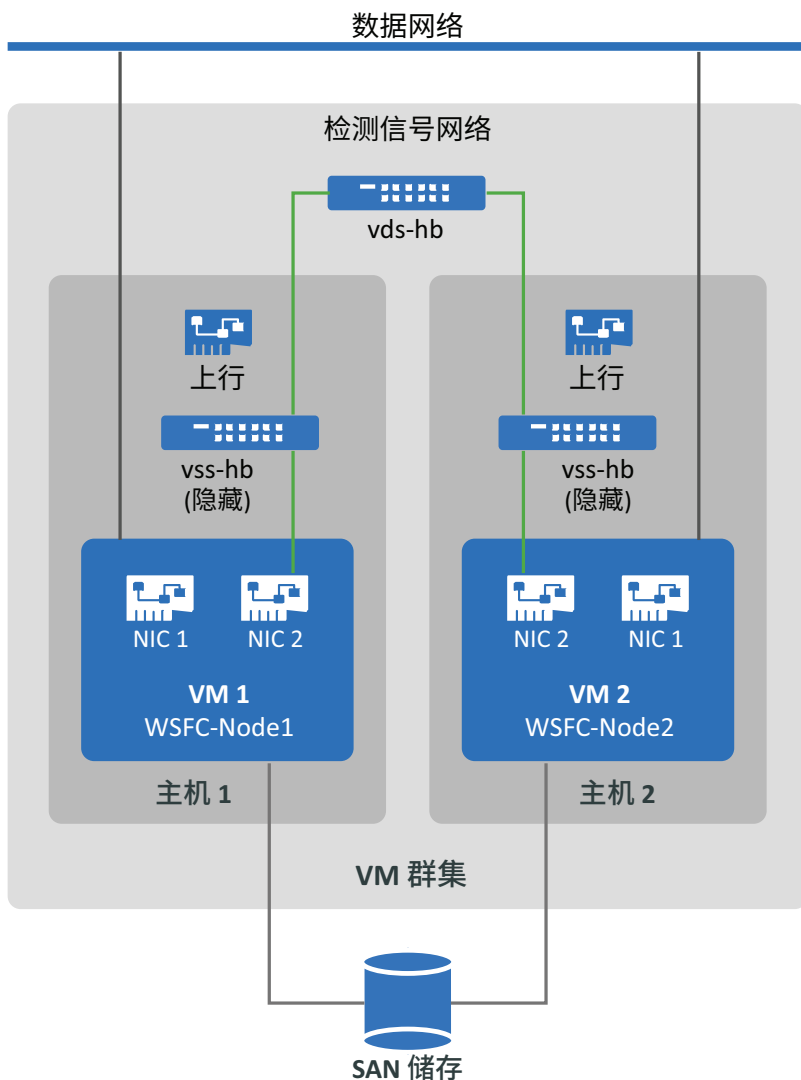 数据网络
检测信号网络
vds-hb
上行
上行
vss-hb
(隐藏)
vss-hb
(隐藏)
NIC 1
NIC 2
NIC 2
NIC 1
VM 1
WSFC-Node1
VM 2
WSFC-Node2
主机 1
主机 2
VM 群集
SAN 储存